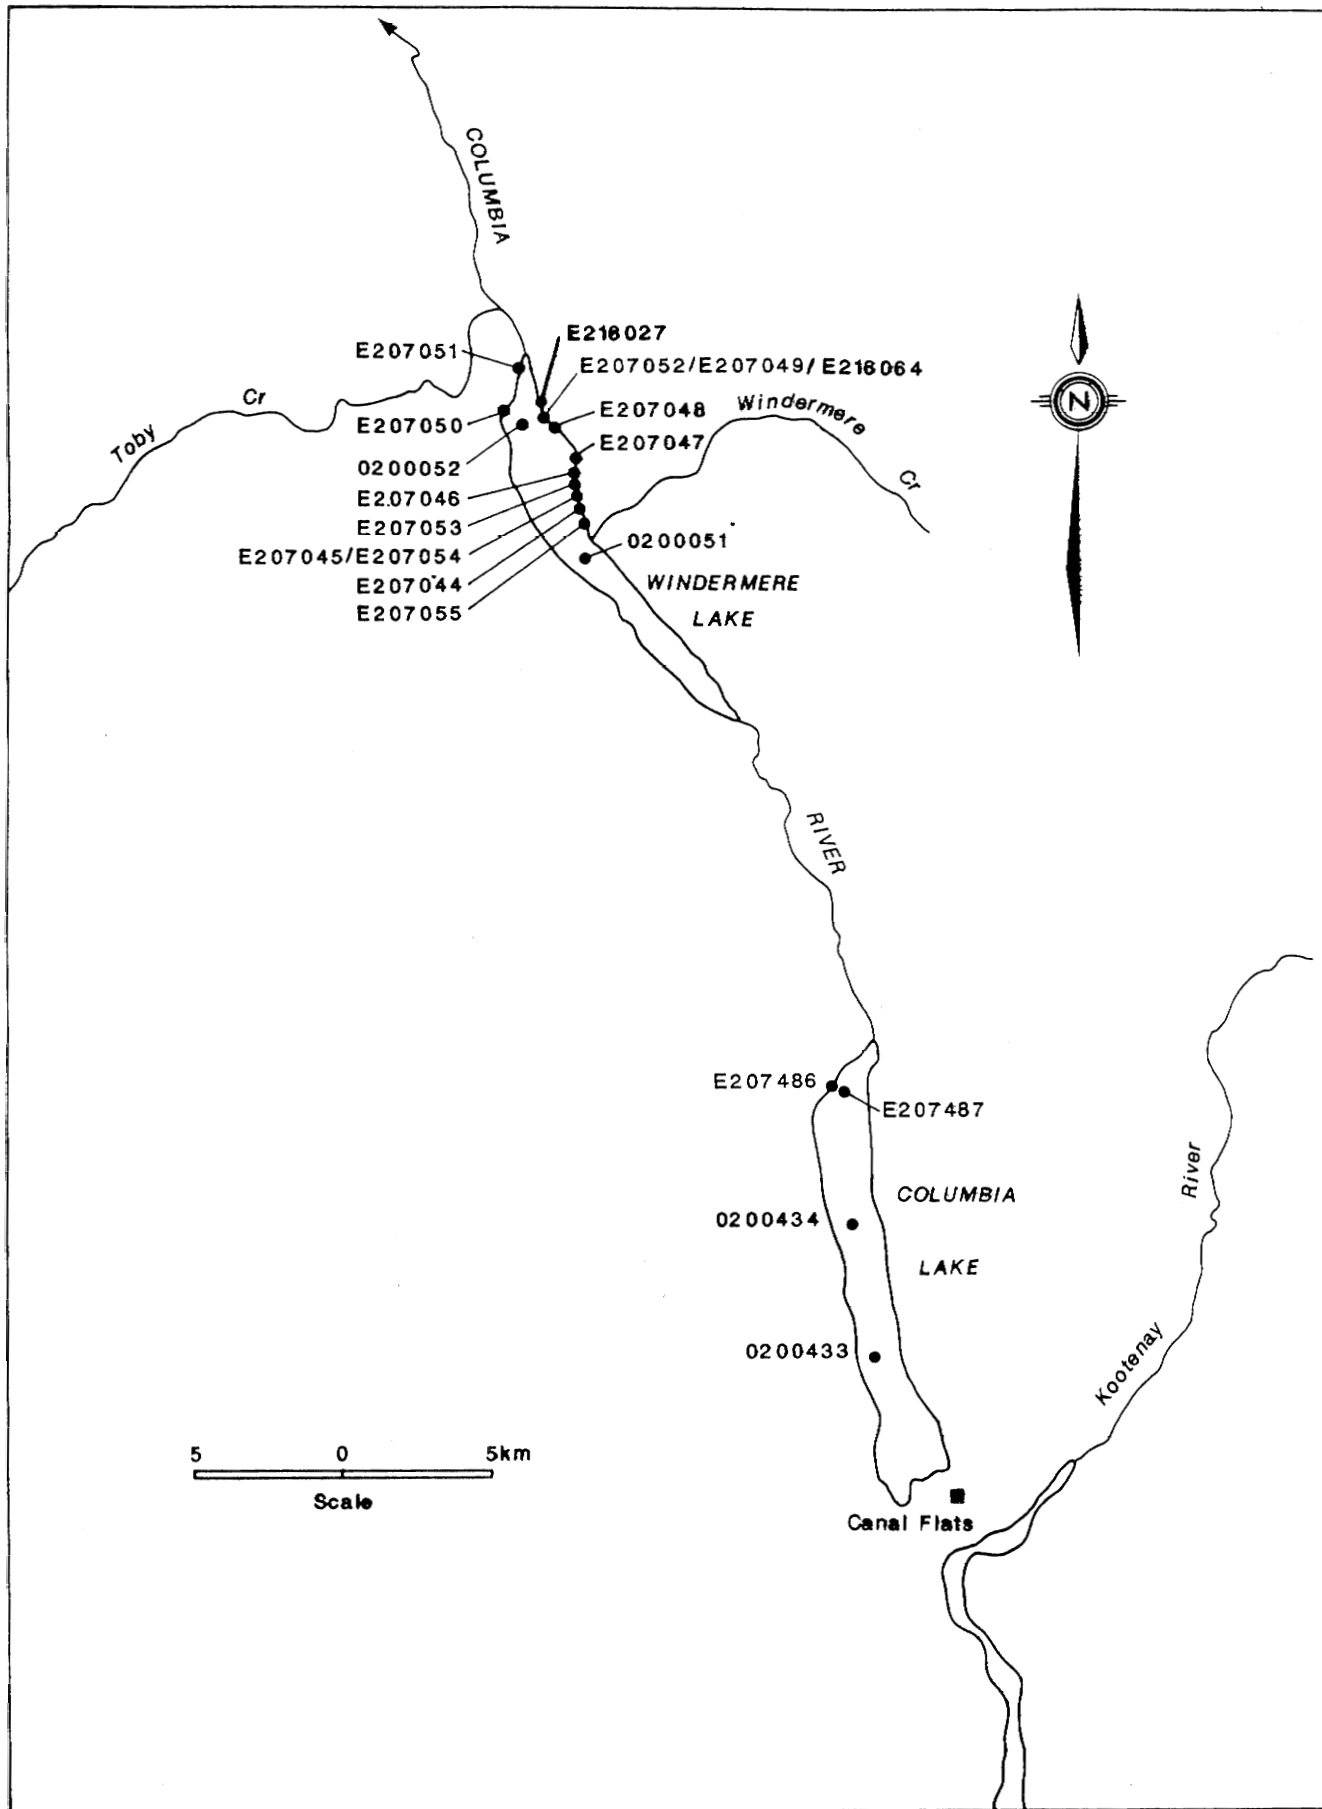 COLUMBIA
E216027
E207051
E207052/E207049/E216064
Cr
Windermere
E207048
E207050
Toby
E207047
0200052
Cr
E207046
E207053
0200051
E207045/E207054
E207044
WINDERMERE
E207055
LAKE
N
RIVER
E207486
E207487
River
COLUMBIA
0200434
LAKE
0200433
Kootenay
5 0 5km
Scale
Canal Flats